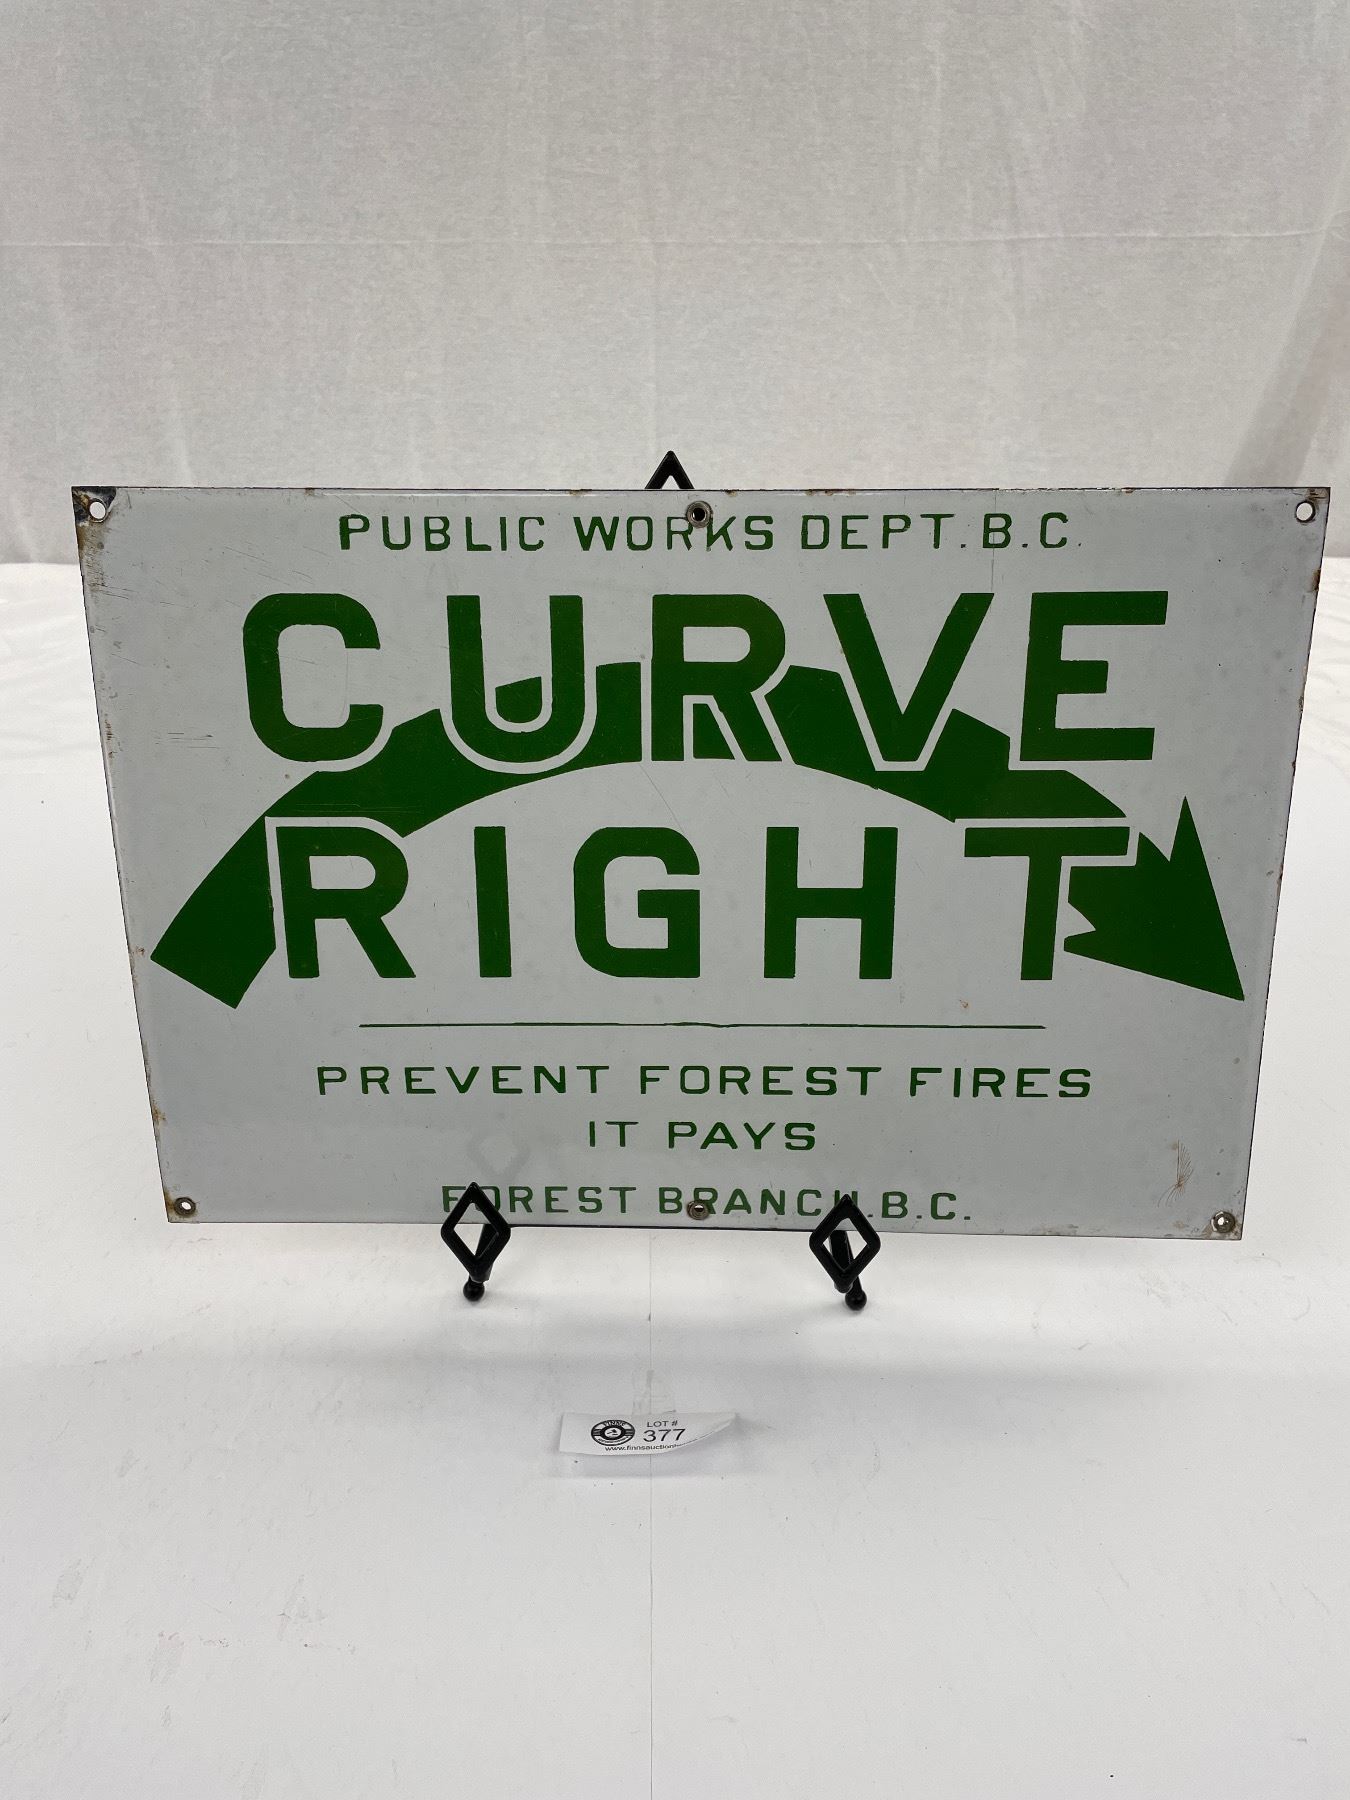 PUBLIC WORKS DEPT. B.C.
CURVE
RIGHT
PREVENT FOREST FIRES
IT PAYS
FOREST BRANCH. B.C.
LOT #
377